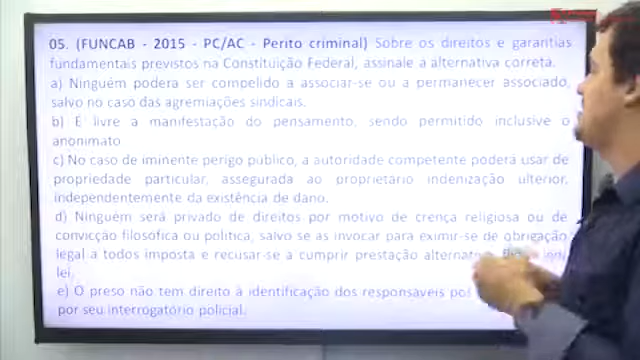 05. (FUNCAB - 2015 - PC/AC - Perito criminal) Sobre os direitos e garantias
fundamentais previstos na Constituição Federal, assinale a alternativa correta.
a) Ninguém poderá ser compelido a associar-se ou a permanecer associado,
salvo no caso das agremiações sindicais.
b) É livre a manifestação do pensamento, sendo permitido inclusive o
anonimato
c) No caso de iminente perigo público, a autoridade competente poderá usar de
propriedade particular, assegurada ao proprietário indenização ulterior,
independentemente da existência de dano.
d) Ninguém será privado de direitos por motivo de crença religiosa ou de
convicção filosófica ou política, salvo se as invocar para eximir-se de obrigação
legal a todos imposta e recusar-se a cumprir prestação
lei.
e) O preso não tem direito à identificação dos responsáveis por
por seu interrogatório policial.